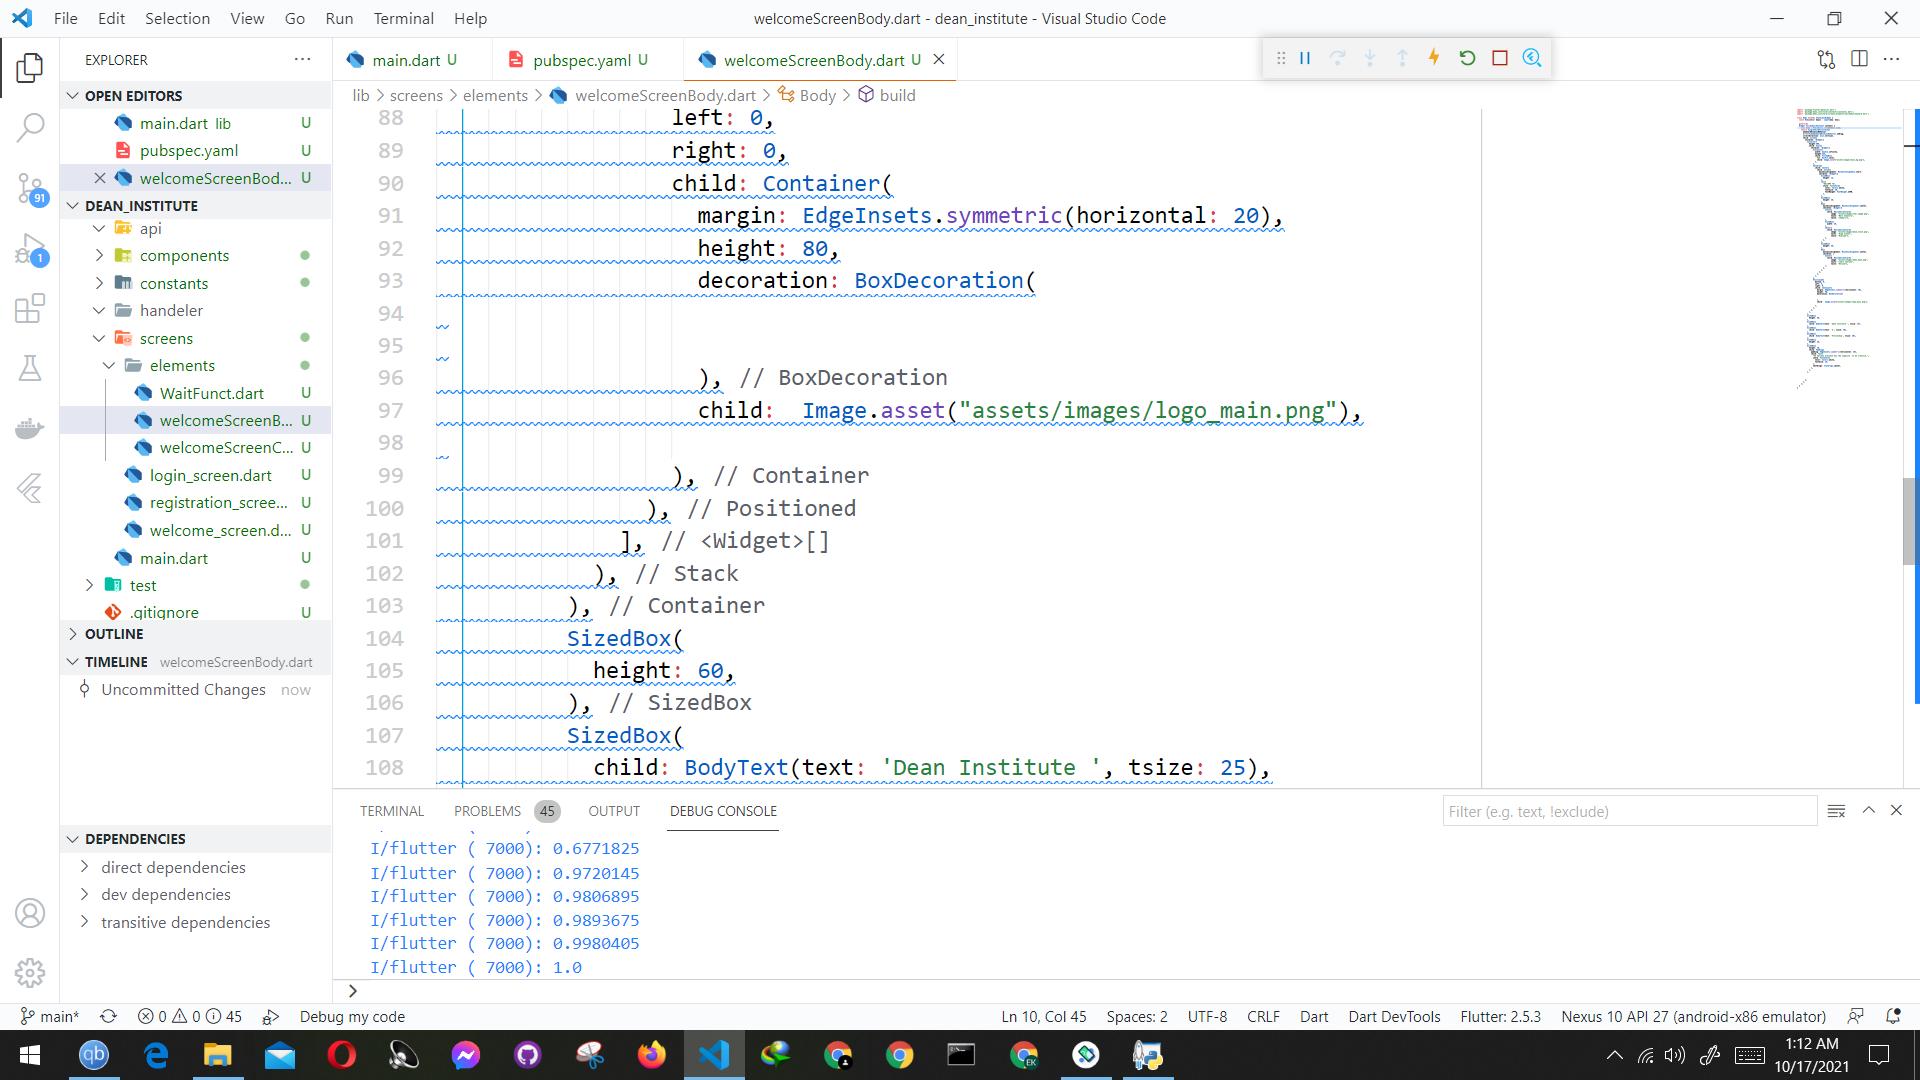 File Edit Selection View Go Run Terminal Help
welcomeScreenBody.dart - dean_institute - Visual Studio Code
EXPLORER
OPEN EDITORS
main.dart lib U
pubspec.yaml U
welcomeScreenBod... U
DEAN_INSTITUTE
api
components
constants
handeler
screens
elements
WaitFunct.dart U
welcomeScreenB... U
welcomeScreenC... U
login_screen.dart U
registration_scree... U
welcome_screen.d... U
main.dart U
test
.gitignore U
OUTLINE
TIMELINE welcomeScreenBody.dart
Uncommitted Changes now
DEPENDENCIES
direct dependencies
dev dependencies
transitive dependencies
91
1
main.dart U
pubspec.yaml U
welcomeScreenBody.dart U
lib > screens > elements > welcomeScreenBody.dart > Body > build
88 left: 0,
89 right: 0,
90 child: Container(
91 margin: EdgeInsets.symmetric(horizontal: 20),
92 height: 80,
93 decoration: BoxDecoration(
94
95
96 ), // BoxDecoration
97 child:  Image.asset("assets/images/logo_main.png"),
98
99 ), // Container
100 ), // Positioned
101 ], // <Widget>[]
102 ), // Stack
103 ), // Container
104 SizedBox(
105 height: 60,
106 ), // SizedBox
107 SizedBox(
108 child: BodyText(text: 'Dean Institute ', tsize: 25),
TERMINAL PROBLEMS 45 OUTPUT DEBUG CONSOLE
Filter (e.g. text, !exclude)
I/flutter ( 7000): 0.6771825
I/flutter ( 7000): 0.9720145
I/flutter ( 7000): 0.9806895
I/flutter ( 7000): 0.9893675
I/flutter ( 7000): 0.9980405
I/flutter ( 7000): 1.0
>
main* 0 0 45 Debug my code
Ln 10, Col 45 Spaces: 2 UTF-8 CRLF Dart Dart DevTools Flutter: 2.5.3 Nexus 10 API 27 (android-x86 emulator)
qb
EK
1:12 AM
10/17/2021